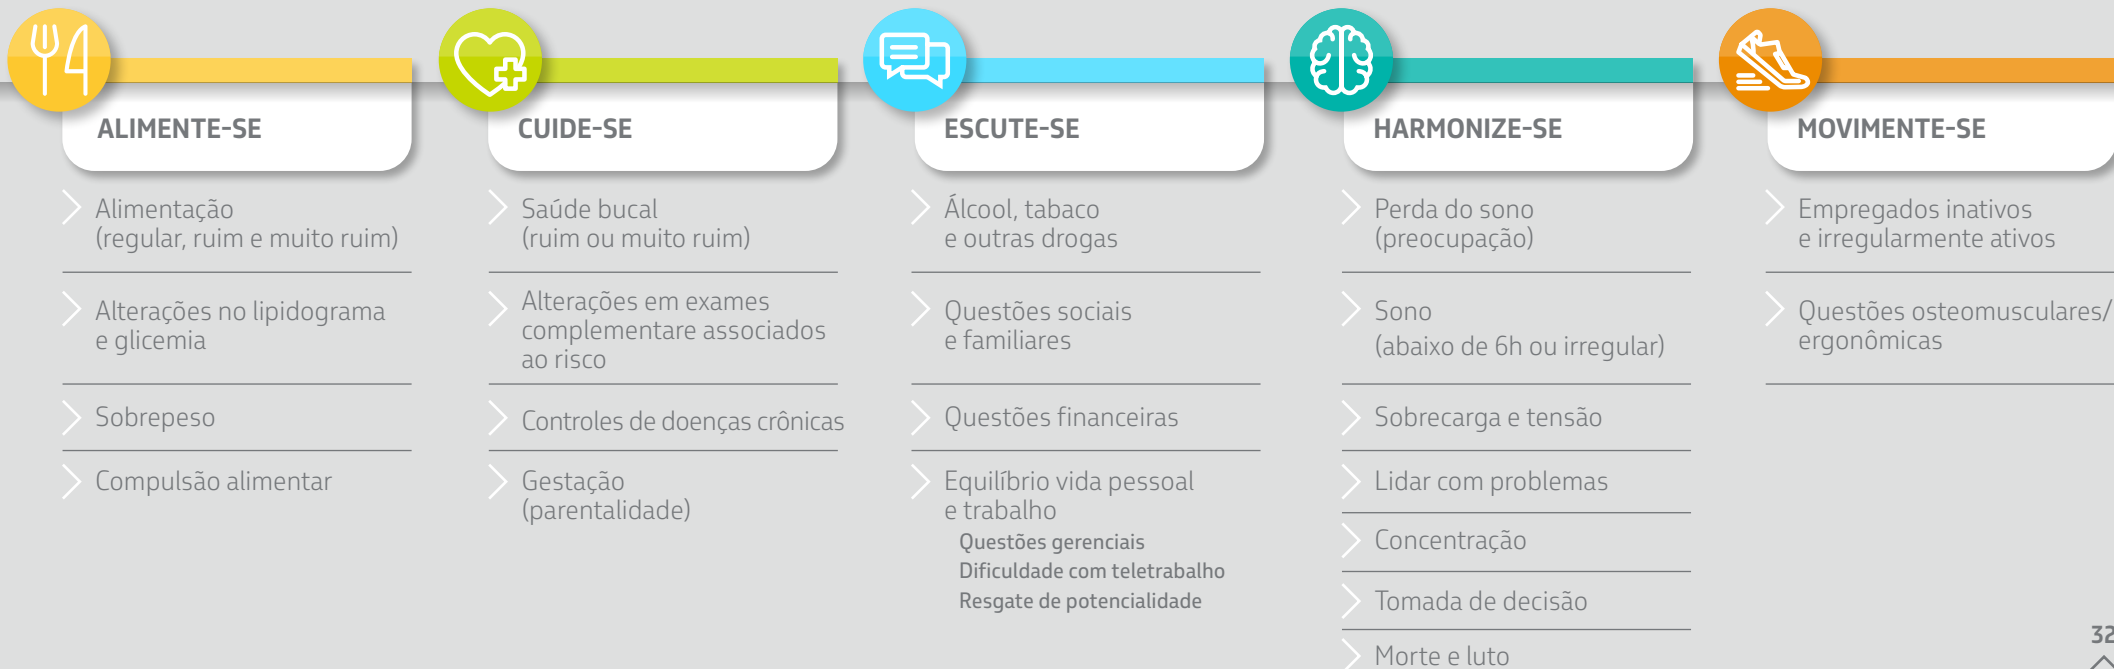 ALIMENTE-SE
Alimentação
(regular, ruim e muito ruim)
Alterações no lipidograma
e glicemia
Sobrepeso
Compulsão alimentar
CUIDE-SE
Saúde bucal
(ruim ou muito ruim)
Alterações em exames
complementare associados
ao risco
Controles de doenças crônicas
Gestação
(parentalidade)
ESCUTE-SE
Álcool, tabaco
e outras drogas
Questões sociais
e familiares
Questões financeiras
Equilíbrio vida pessoal
e trabalho
Questões gerenciais
Dificuldade com teletrabalho
Resgate de potencialidade
HARMONIZE-SE
Perda do sono
(preocupação)
Sono
(abaixo de 6h ou irregular)
Sobrecarga e tensão
Lidar com problemas
Concentração
Tomada de decisão
Morte e luto
MOVIMENTE-SE
Empregados inativos
e irregularmente ativos
Questões osteomusculares/
ergonômicas
32